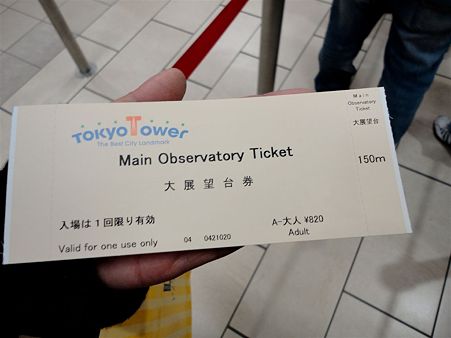 TOKYO TOWER
The Best City Landmark
Main Observatory Ticket
大展望台券
入場は1回限り有効
Valid for one use only
04 0421020
A-大人 ¥820
Adult
Main
Observatory
Ticket
大展望台
150m